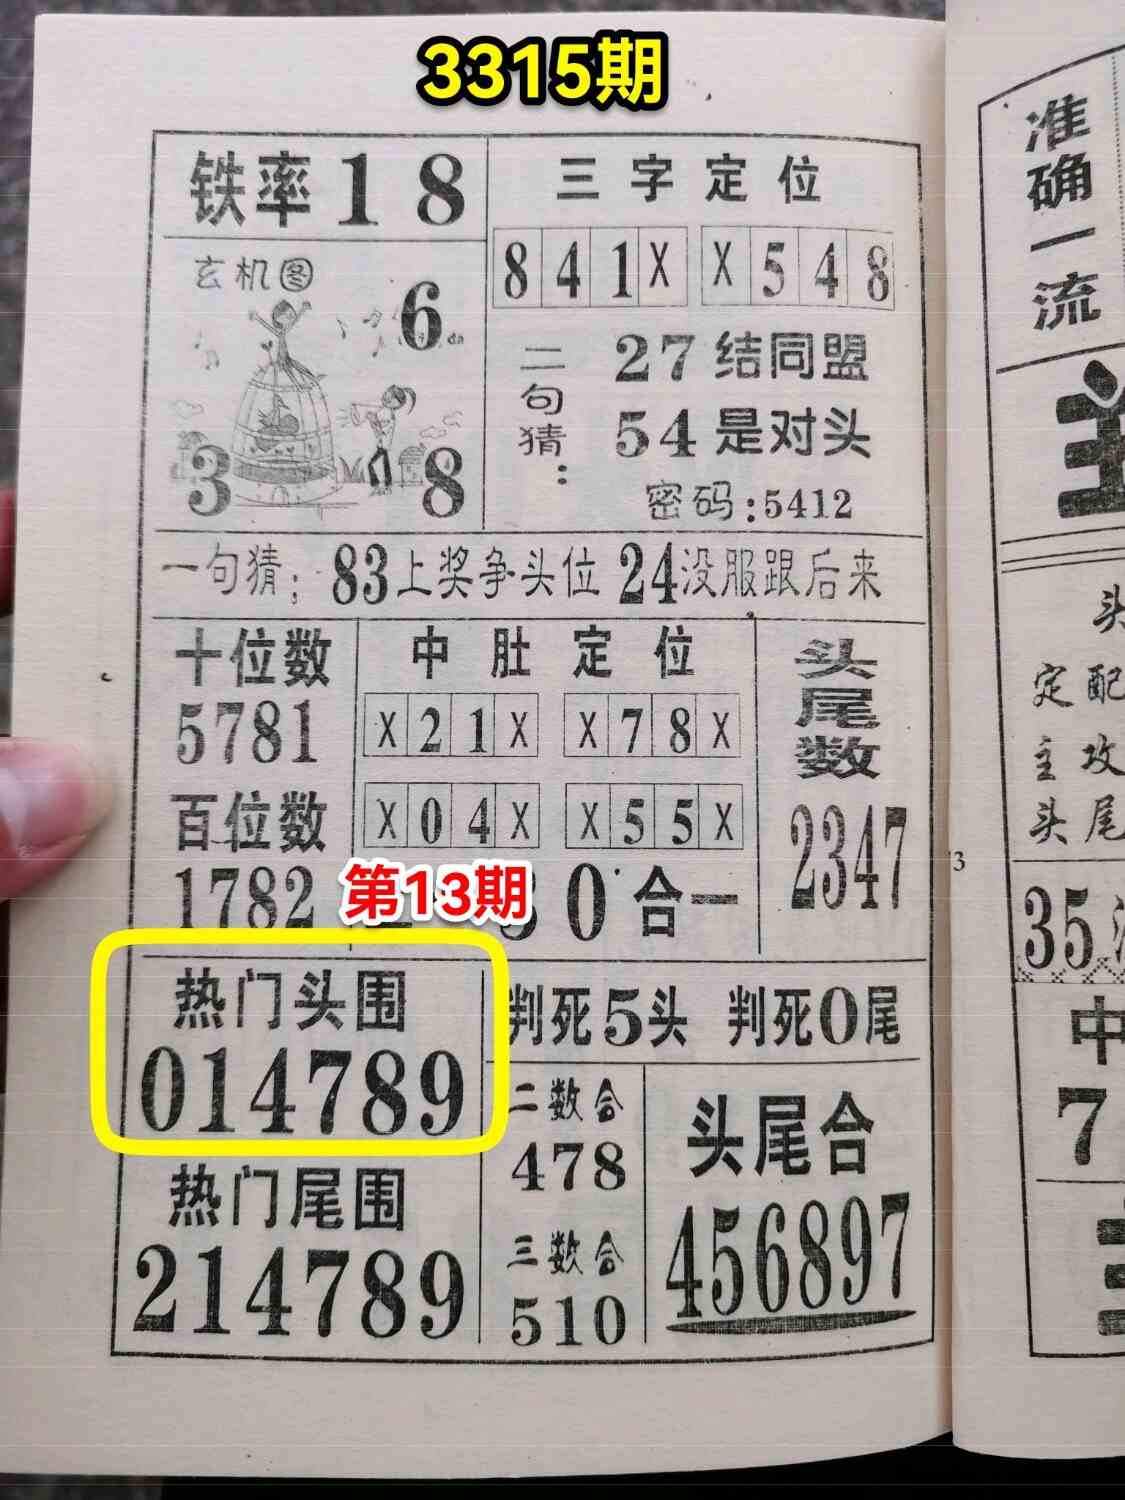 3315期
铁率18
三字定位
841X X548
玄机图
6
3
8
二句猜：
27结同盟
54是对头
密码：5412
一句猜：83上奖争头位 24没服跟后来
十位数
5781
百位数
1782
中肚定位
X21X X78X
X04X X55X
第13期
0合一
头尾数
2347
热门头围
014789
判死5头 判死0尾
热门尾围
214789
二数合
478
三数合
510
头尾合
456897
准确一流
头
定配
主攻
头尾
3
35
中
7